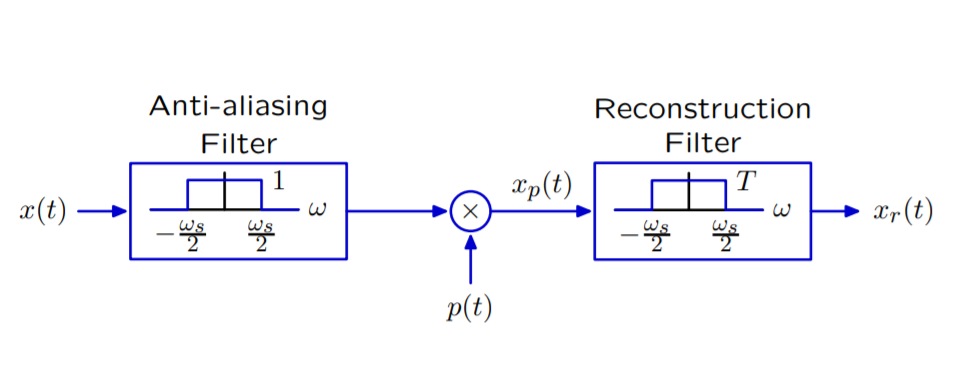 Anti-aliasing
Filter
Reconstruction
Filter
x(t)
1
ω
−ωs/2
ωs/2
×
p(t)
xp(t)
T
ω
−ωs/2
ωs/2
xr(t)